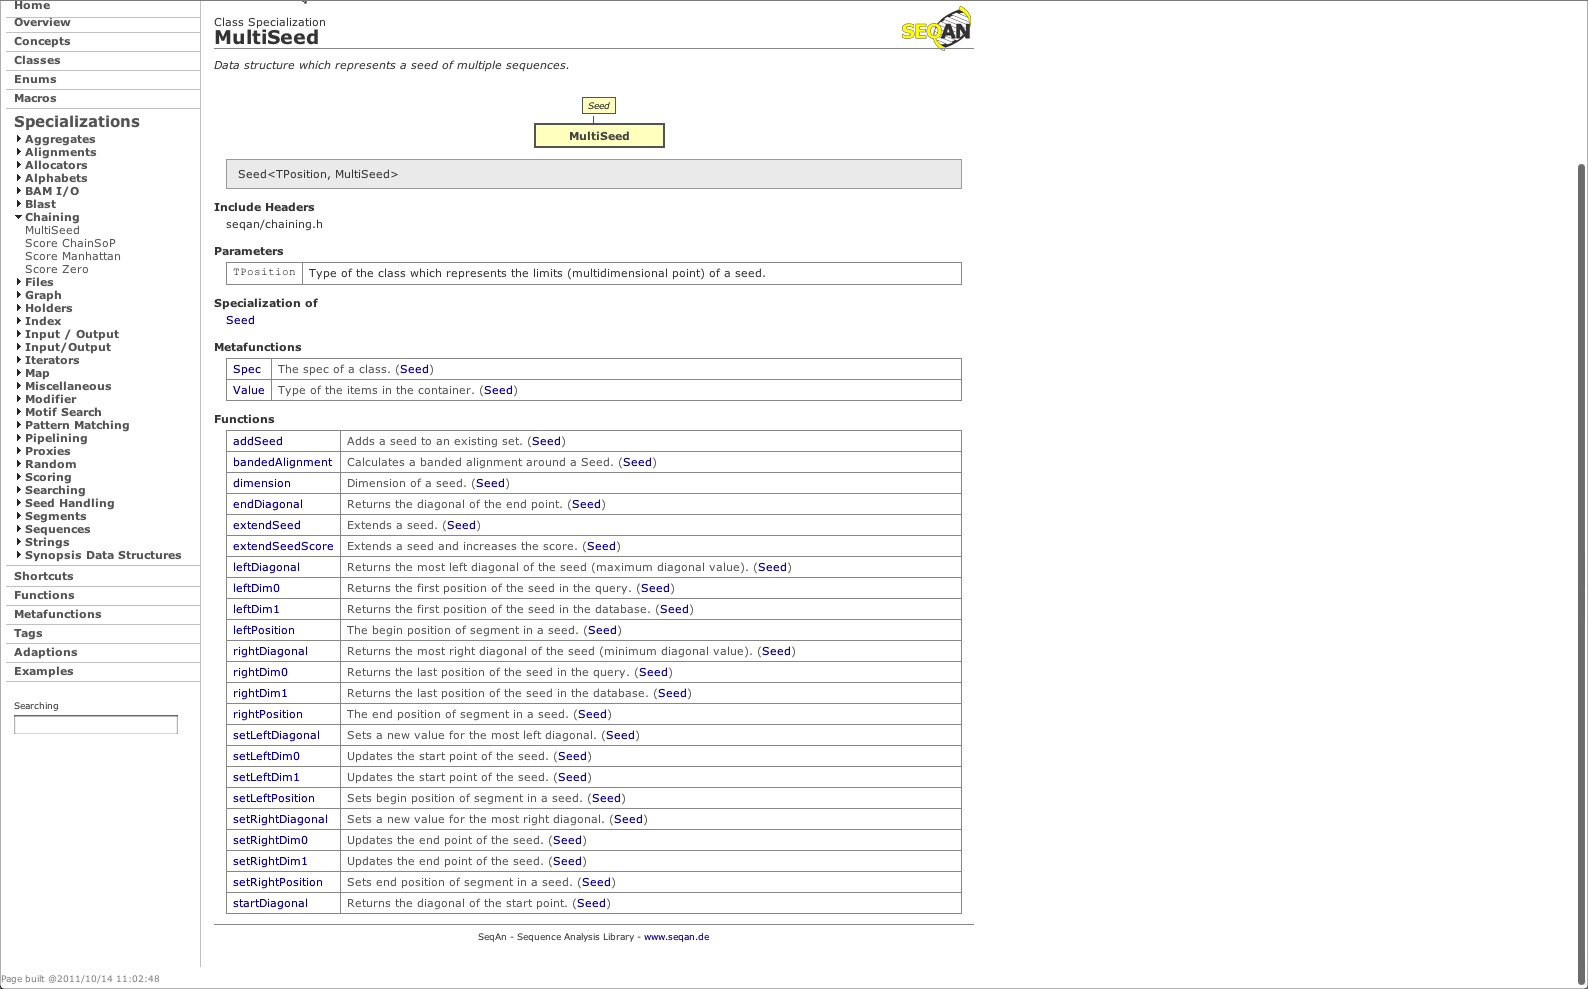 Home
Overview
Concepts
Classes
Enums
Macros
Specializations
Aggregates
Alignments
Allocators
Alphabets
BAM I/O
Blast
Chaining
MultiSeed
Score ChainSoP
Score Manhattan
Score Zero
Files
Graph
Holders
Index
Input / Output
Input/Output
Iterators
Map
Miscellaneous
Modifier
Motif Search
Pattern Matching
Pipelining
Proxies
Random
Scoring
Searching
Seed Handling
Segments
Sequences
Strings
Synopsis Data Structures
Shortcuts
Functions
Metafunctions
Tags
Adaptions
Examples
Searching
Class Specialization
MultiSeed
SEQAN
Data structure which represents a seed of multiple sequences.
Seed
MultiSeed
Seed<TPosition, MultiSeed>
Include Headers
seqan/chaining.h
Parameters
TPosition Type of the class which represents the limits (multidimensional point) of a seed.
Specialization of
Seed
Metafunctions
Spec The spec of a class. (Seed)
Value Type of the items in the container. (Seed)
Functions
addSeed Adds a seed to an existing set. (Seed)
bandedAlignment Calculates a banded alignment around a Seed. (Seed)
dimension Dimension of a seed. (Seed)
endDiagonal Returns the diagonal of the end point. (Seed)
extendSeed Extends a seed. (Seed)
extendSeedScore Extends a seed and increases the score. (Seed)
leftDiagonal Returns the most left diagonal of the seed (maximum diagonal value). (Seed)
leftDim0 Returns the first position of the seed in the query. (Seed)
leftDim1 Returns the first position of the seed in the database. (Seed)
leftPosition The begin position of segment in a seed. (Seed)
rightDiagonal Returns the most right diagonal of the seed (minimum diagonal value). (Seed)
rightDim0 Returns the last position of the seed in the query. (Seed)
rightDim1 Returns the last position of the seed in the database. (Seed)
rightPosition The end position of segment in a seed. (Seed)
setLeftDiagonal Sets a new value for the most left diagonal. (Seed)
setLeftDim0 Updates the start point of the seed. (Seed)
setLeftDim1 Updates the start point of the seed. (Seed)
setLeftPosition Sets begin position of segment in a seed. (Seed)
setRightDiagonal Sets a new value for the most right diagonal. (Seed)
setRightDim0 Updates the end point of the seed. (Seed)
setRightDim1 Updates the end point of the seed. (Seed)
setRightPosition Sets end position of segment in a seed. (Seed)
startDiagonal Returns the diagonal of the start point. (Seed)
SeqAn - Sequence Analysis Library - www.seqan.de
Page built @2011/10/14 11:02:48